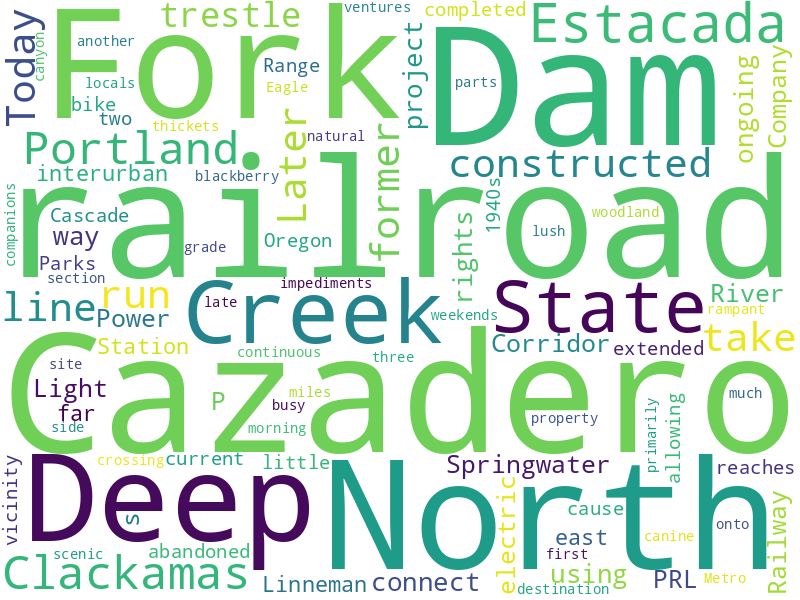 ventures
completed
trestle
Estacada
Today
canyon
another
Fork
Dam
Range
project
parts
Company
ongoing
locals
Eagle
bike
two
thickets
Later
natural
former
Portland
constructed
interurban
blackberry
railroad
companions
Cascade
way
grade
Oregon
rights
1940s
lush
woodland
Parks
section
impediments
run
line
Power
late
Creek
weekends
State
River
rampant
take
Station
continuous
three
Corridor
extended
site
Light
far
side
P
miles
busy
morning
Cazadero
property
much
primarily
allowing
vicinity
crossing
current
little
Springwater
reaches
Deep
s
North
electric
cause
east
first
canine
onto
Railway
scenic
abandoned
Clackamas
Linneman
connect
destination
using
PRL
Metro